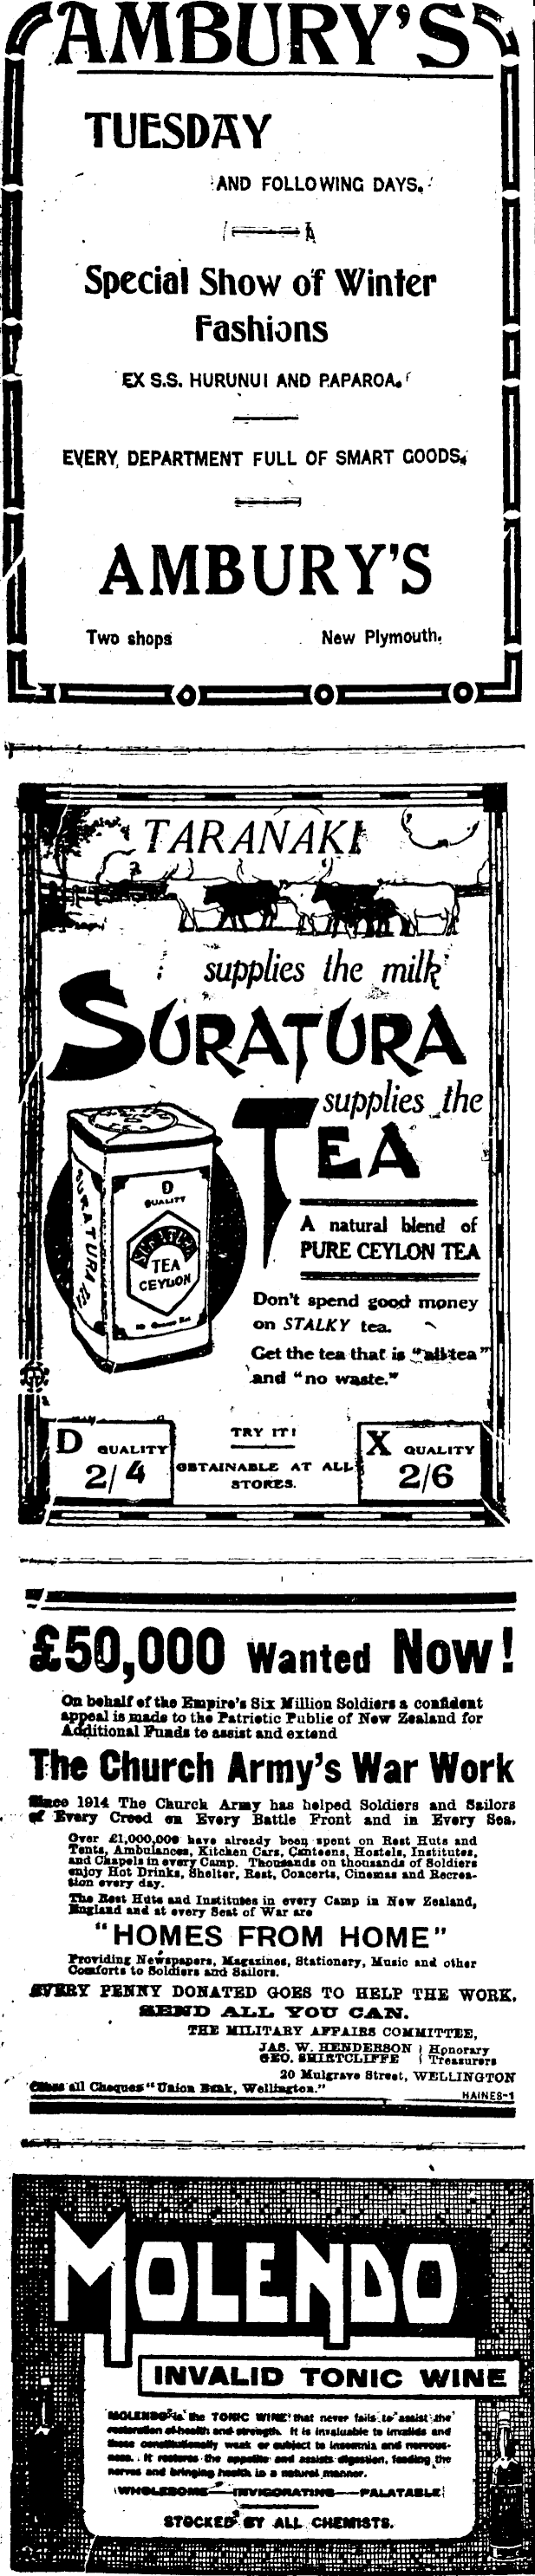 AMBURY'S
TUESDAY
AND FOLLOWING DAYS.
Special Show of Winter
Fashions
EX S.S. HURUNUI AND PAPAROA.
EVERY DEPARTMENT FULL OF SMART GOODS.
AMBURY'S
Two shops New Plymouth.
TARANAKI
supplies the milk
SURATURA
supplies the
TEA
A natural blend of
PURE CEYLON TEA
D
QUALITY
SURATURA
TEA
CEYLON
SURATURA
Don't spend good money
on STALKY tea.
Get the tea that is "all tea"
and "no waste."
TRY IT!
D QUALITY
2/4
OBTAINABLE AT ALL
STORES.
X QUALITY
2/6
£50,000 Wanted Now!
On behalf of the Empire's Six Million Soldiers a confident
appeal is made to the Patriotic Public of New Zealand for
Additional Funds to assist and extend
The Church Army's War Work
Since 1914 The Church Army has helped Soldiers and Sailors
of Every Creed on Every Battle Front and in Every Sea.
Over £1,000,000 have already been spent on Rest Huts and
Tents, Ambulances, Kitchen Cars, Canteens, Hostels, Institutes,
and Chapels in every Camp. Thousands on thousands of Soldiers
enjoy Hot Drinks, Shelter, Rest, Concerts, Cinemas and Recrea-
tion every day.
The Rest Huts and Institutes in every Camp in New Zealand,
England and at every Seat of War are
"HOMES FROM HOME"
Providing Newspapers, Magazines, Stationery, Music and other
Comforts to Soldiers and Sailors.
EVERY PENNY DONATED GOES TO HELP THE WORK.
SEND ALL YOU CAN.
THE MILITARY AFFAIRS COMMITTEE,
JAS. W. HENDERSON } Honorary
GEO. SHIRTCLIFFE } Treasurers
20 Mulgrave Street, WELLINGTON
Cross all Cheques "Union Bank, Wellington."
HAINES-1
MOLENDO
INVALID TONIC WINE
MOLENDO is the TONIC WINE that never fails to assist the
restoration of health and strength. It is invaluable to invalids and
those constitutionally weak or subject to insomnia and nervous-
ness. It restores the appetite and assists digestion, feeding the
nerves and bringing health in a natural manner.
WHOLESOME—INVIGORATING—PALATABLE
STOCKED BY ALL CHEMISTS.